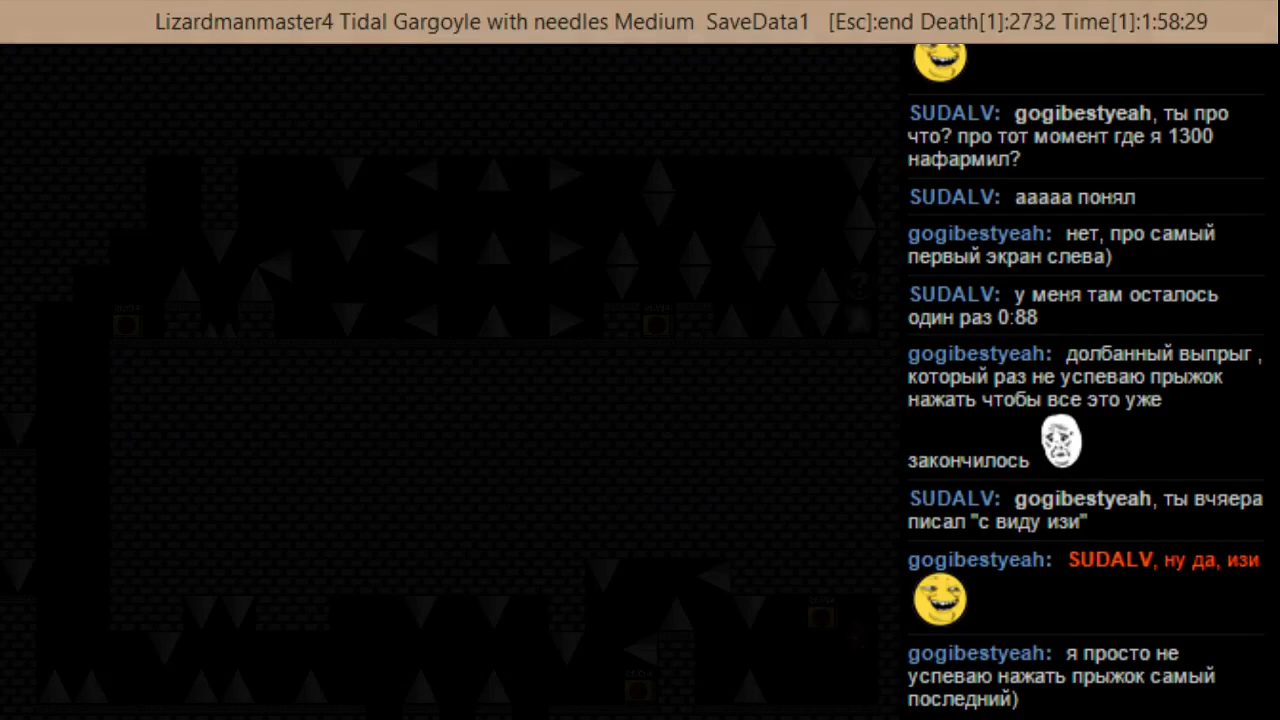 Lizardmanmaster4 Tidal Gargoyle with needles Medium SaveData1 [Esc]:end Death[1]:2732 Time[1]:1:58:29
SUDALV: gogibestyeah, ты про
что? про тот момент где я 1300
нафармил?
SUDALV: ааааа понял
gogibestyeah: нет, про самый
первый экран слева)
SUDALV: у меня там осталось
один раз 0:88
gogibestyeah: долбанный выпрыг ,
который раз не успеваю прыжок
нажать чтобы все это уже
закончилось
SUDALV: gogibestyeah, ты вчяера
писал "с виду изи"
gogibestyeah: SUDALV, ну да, изи
gogibestyeah: я просто не
успеваю нажать прыжок самый
последний)